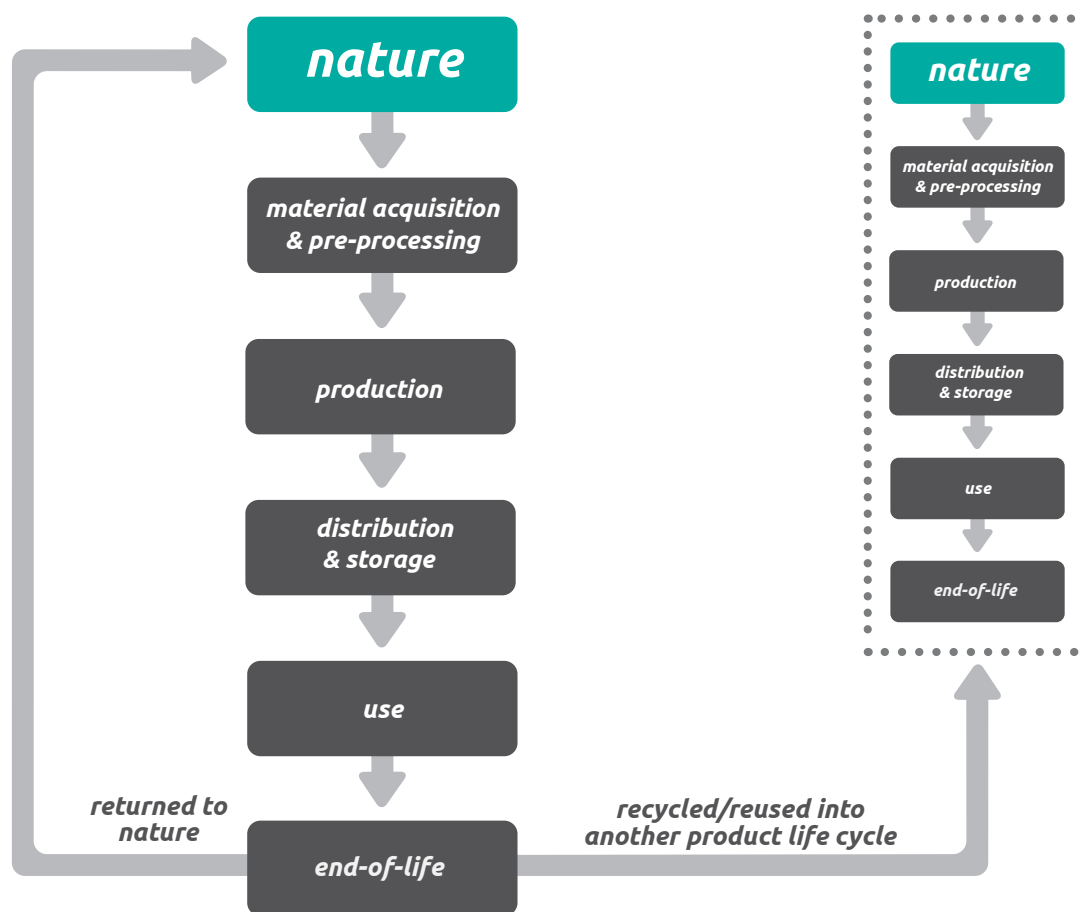 nature
material acquisition
& pre-processing
production
distribution
& storage
use
end-of-life
returned to
nature
recycled/reused into
another product life cycle
nature
material acquisition
& pre-processing
production
distribution
& storage
use
end-of-life